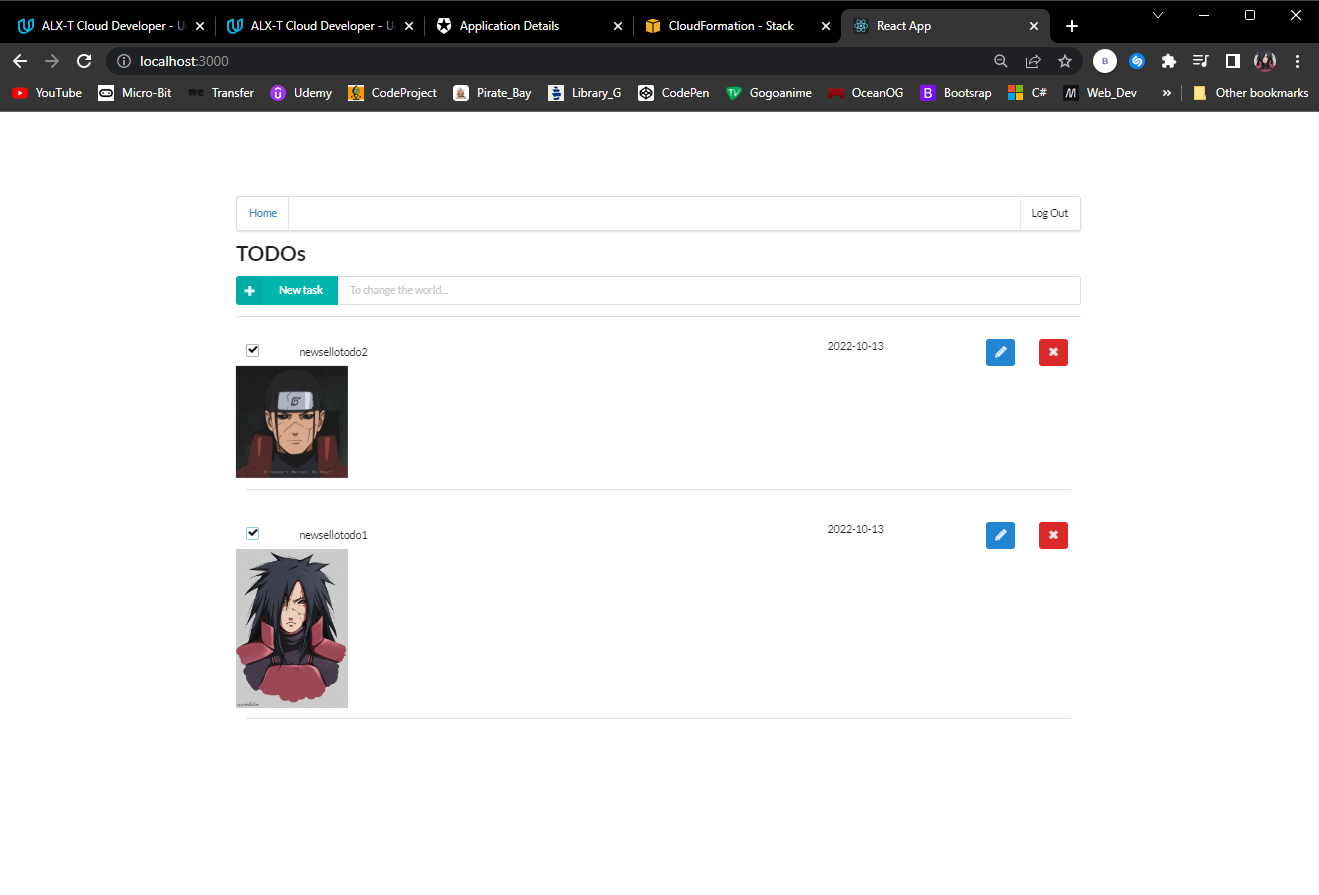 ALX-T Cloud Developer - U
ALX-T Cloud Developer - U
Application Details
CloudFormation - Stack
React App
localhost:3000
YouTube
Micro-Bit
we Transfer
Udemy
CodeProject
Pirate_Bay
Library_G
CodePen
TV Gogoanime
OceanOG
B Bootsrap
C#
Web_Dev
»
Other bookmarks
Home
Log Out
TODOs
New task
To change the world...
newsellotodo2
2022-10-13
newsellotodo1
2022-10-13